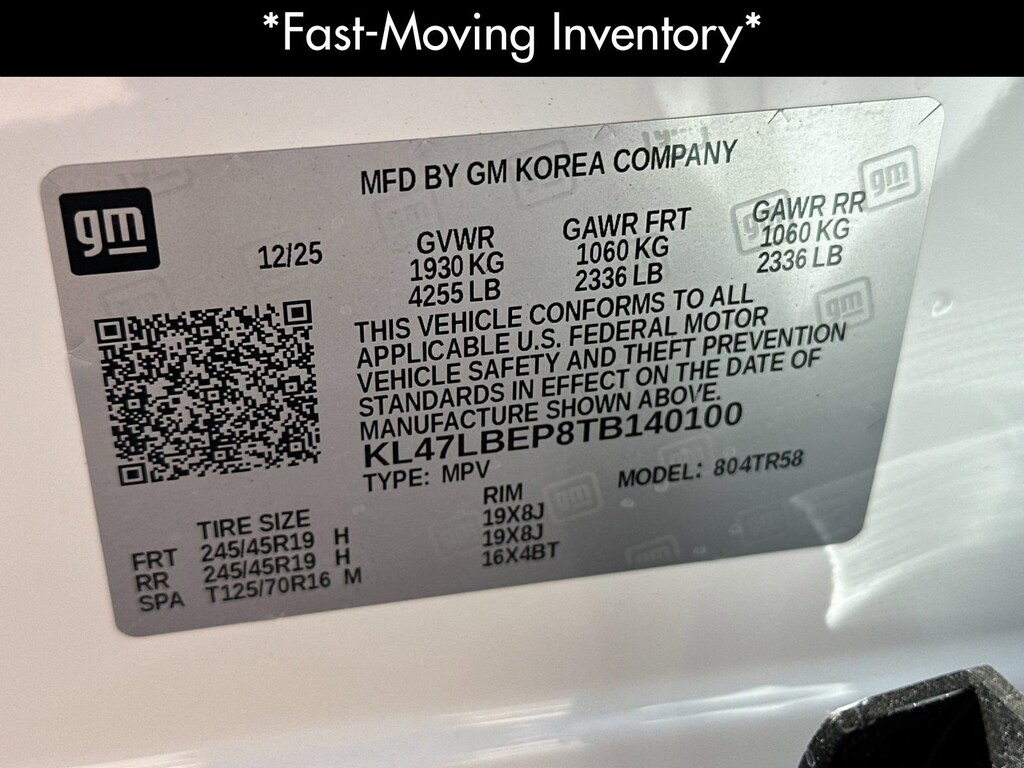 *Fast-Moving Inventory*
MFD BY GM KOREA COMPANY
gm
12/25
GVWR
1930 KG
4255 LB
GAWR FRT
1060 KG
2336 LB
GAWR RR
1060 KG
2336 LB
THIS VEHICLE CONFORMS TO ALL
APPLICABLE U.S. FEDERAL MOTOR
VEHICLE SAFETY AND THEFT PREVENTION
STANDARDS IN EFFECT ON THE DATE OF
MANUFACTURE SHOWN ABOVE.
KL47LBEP8TB140100
TYPE: MPV
MODEL: 804TR58
TIRE SIZE
RIM
FRT 245/45R19 H 19X8J
RR 245/45R19 H 19X8J
SPA T125/70R16 M 16X4BT